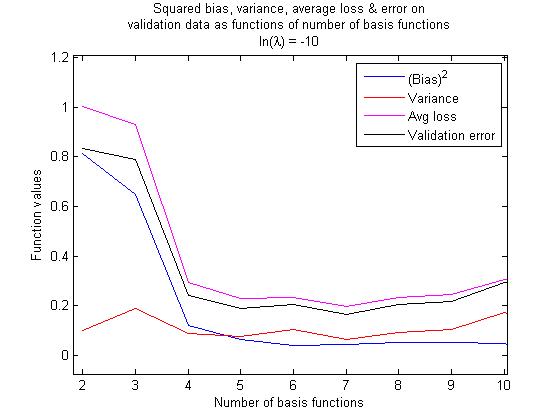 Squared bias, variance, average loss & error on
validation data as functions of number of basis functions
ln(λ) = -10
1.2
1
0.8
0.6
0.4
0.2
0
Function values
(Bias)²
Variance
Avg loss
Validation error
2 3 4 5 6 7 8 9 10
Number of basis functions